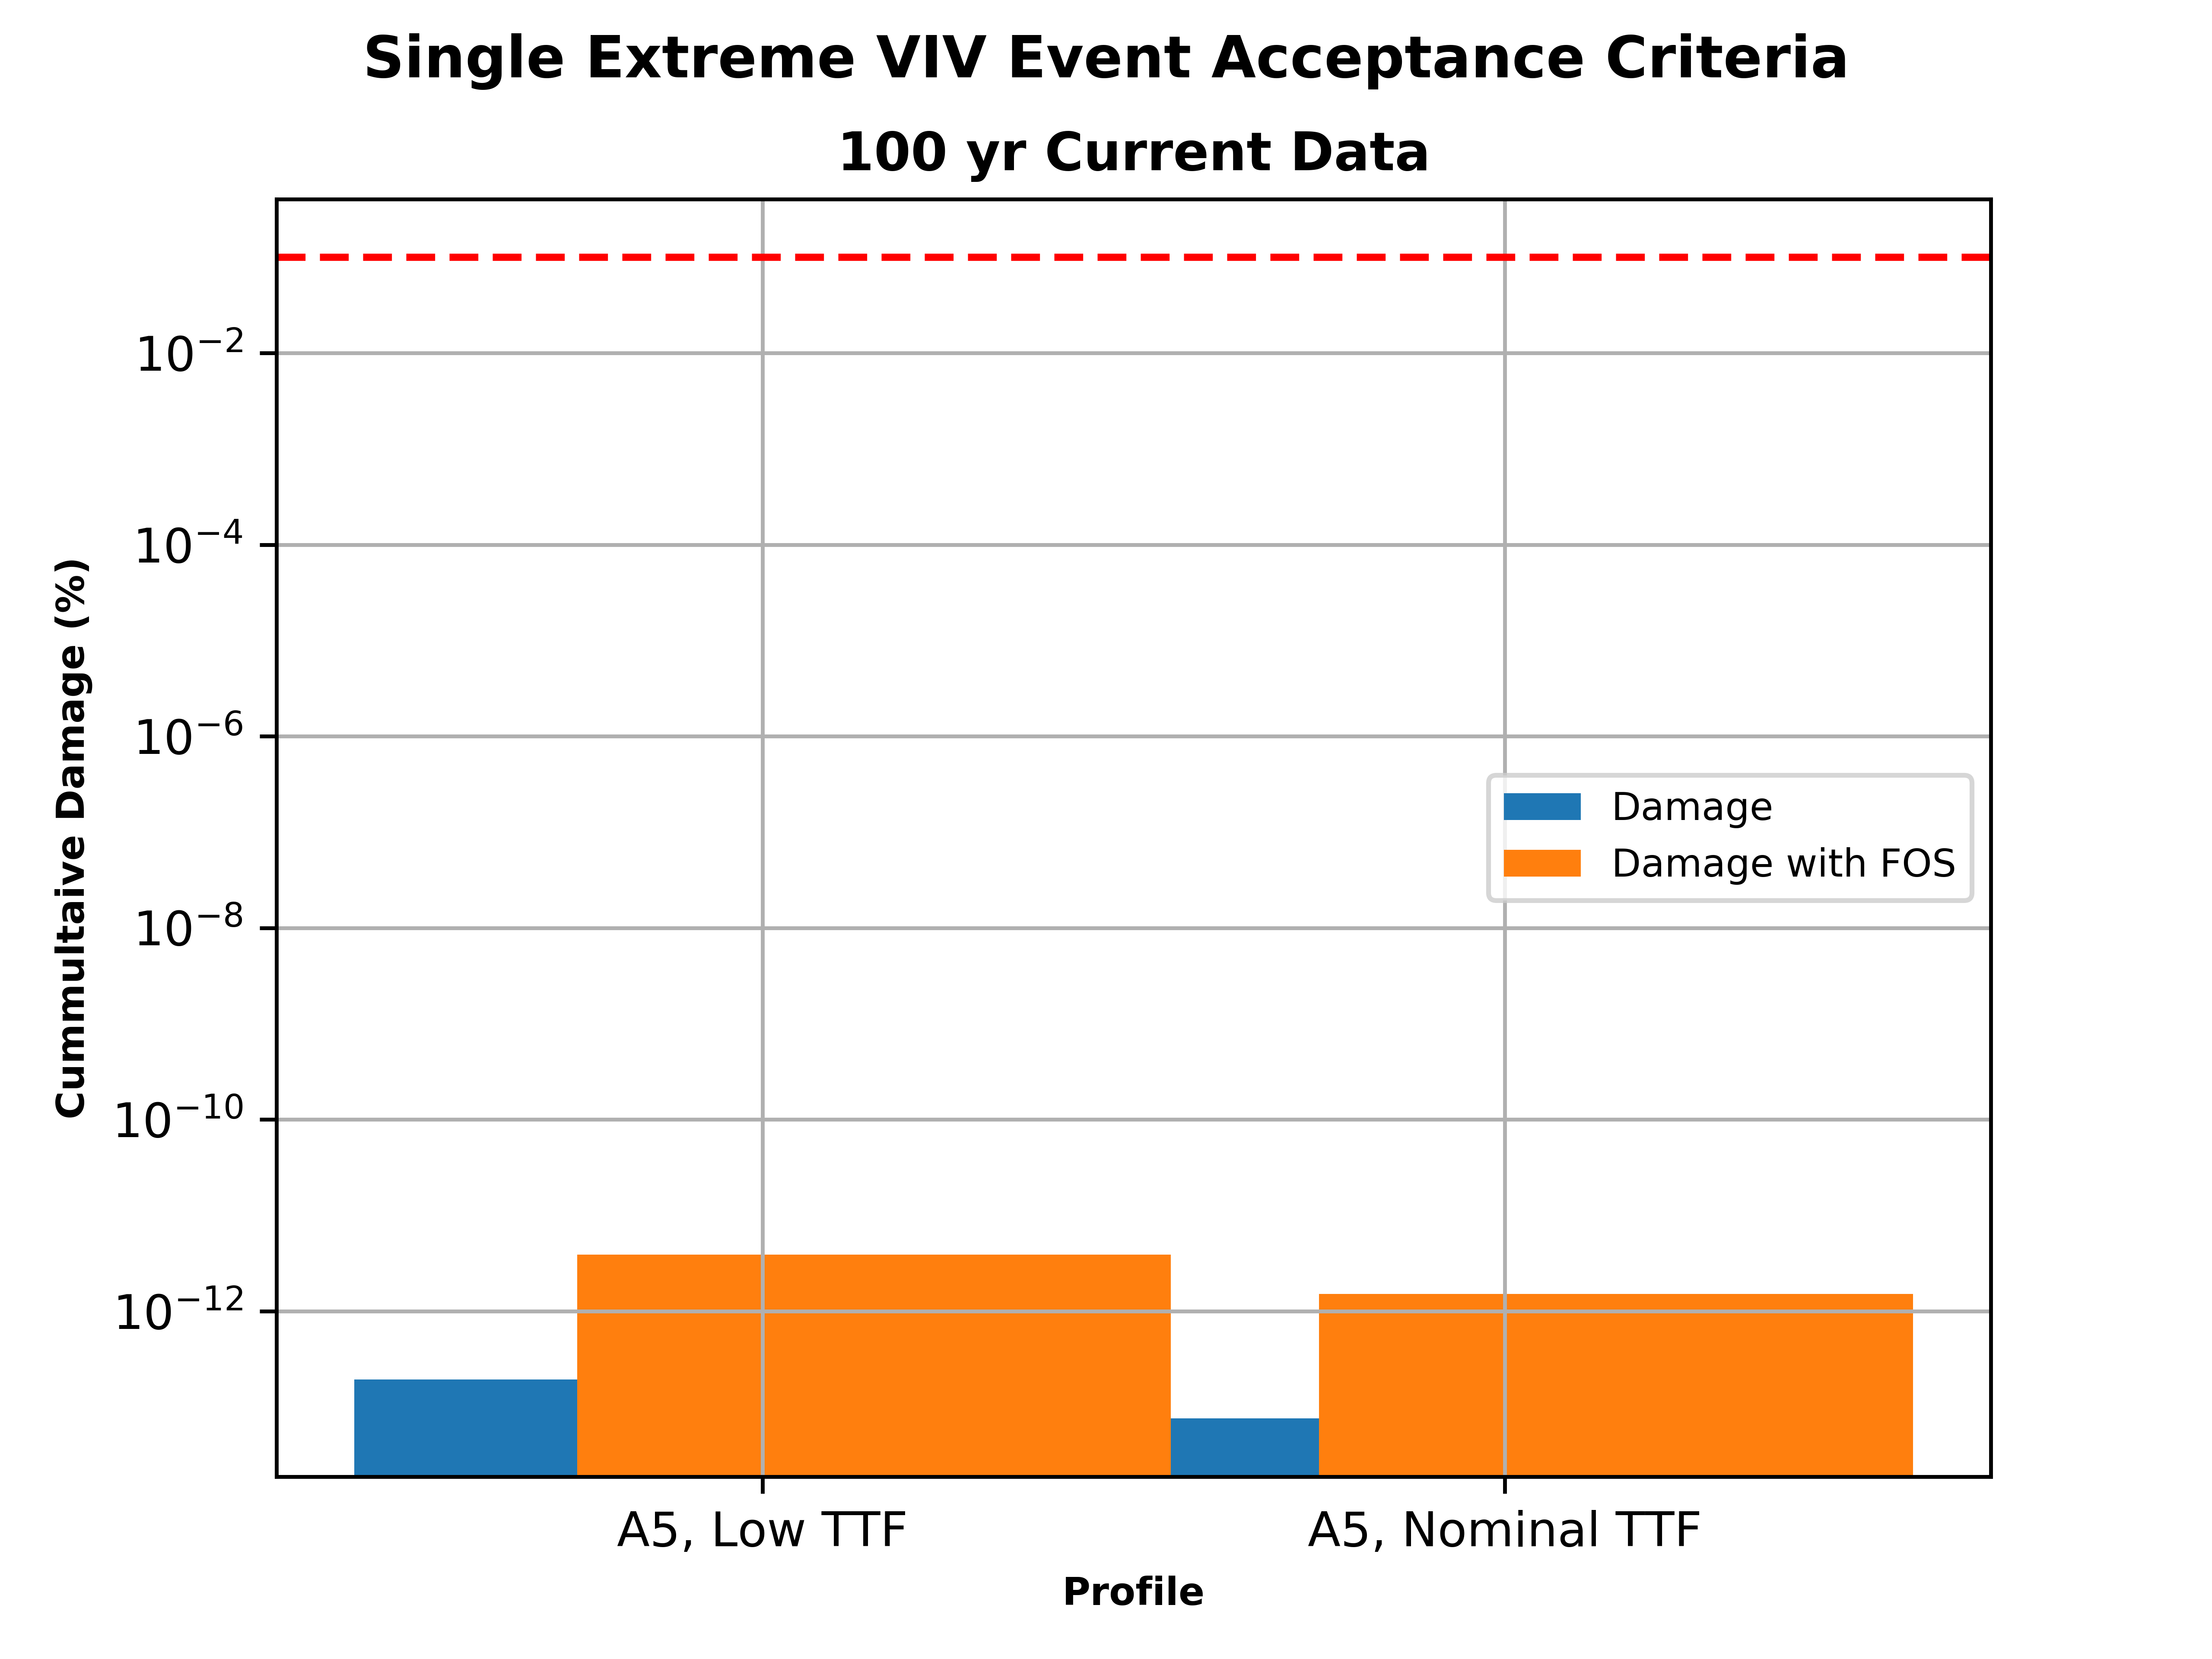 Single Extreme VIV Event Acceptance Criteria
100 yr Current Data
Cummultaive Damage (%)
10⁻²
10⁻⁴
10⁻⁶
10⁻⁸
10⁻¹⁰
10⁻¹²
Damage
Damage with FOS
A5, Low TTF
A5, Nominal TTF
Profile